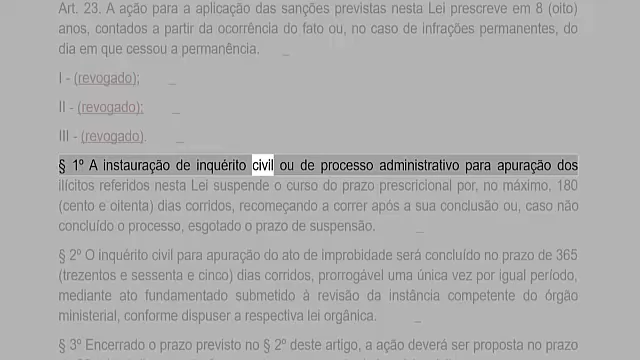 Art. 23. A ação para a aplicação das sanções previstas nesta Lei prescreve em 8 (oito)
anos, contados a partir da ocorrência do fato ou, no caso de infrações permanentes, do
dia em que cessou a permanência.
I - (revogado);
II - (revogado);
III - (revogado).
§ 1º A instauração de inquérito civil ou de processo administrativo para apuração dos
ilícitos referidos nesta Lei suspende o curso do prazo prescricional por, no máximo, 180
(cento e oitenta) dias corridos, recomeçando a correr após a sua conclusão ou, caso não
concluído o processo, esgotado o prazo de suspensão.
§ 2º O inquérito civil para apuração do ato de improbidade será concluído no prazo de 365
(trezentos e sessenta e cinco) dias corridos, prorrogável uma única vez por igual período,
mediante ato fundamentado submetido à revisão da instância competente do órgão
ministerial, conforme dispuser a respectiva lei orgânica.
§ 3º Encerrado o prazo previsto no § 2º deste artigo, a ação deverá ser proposta no prazo